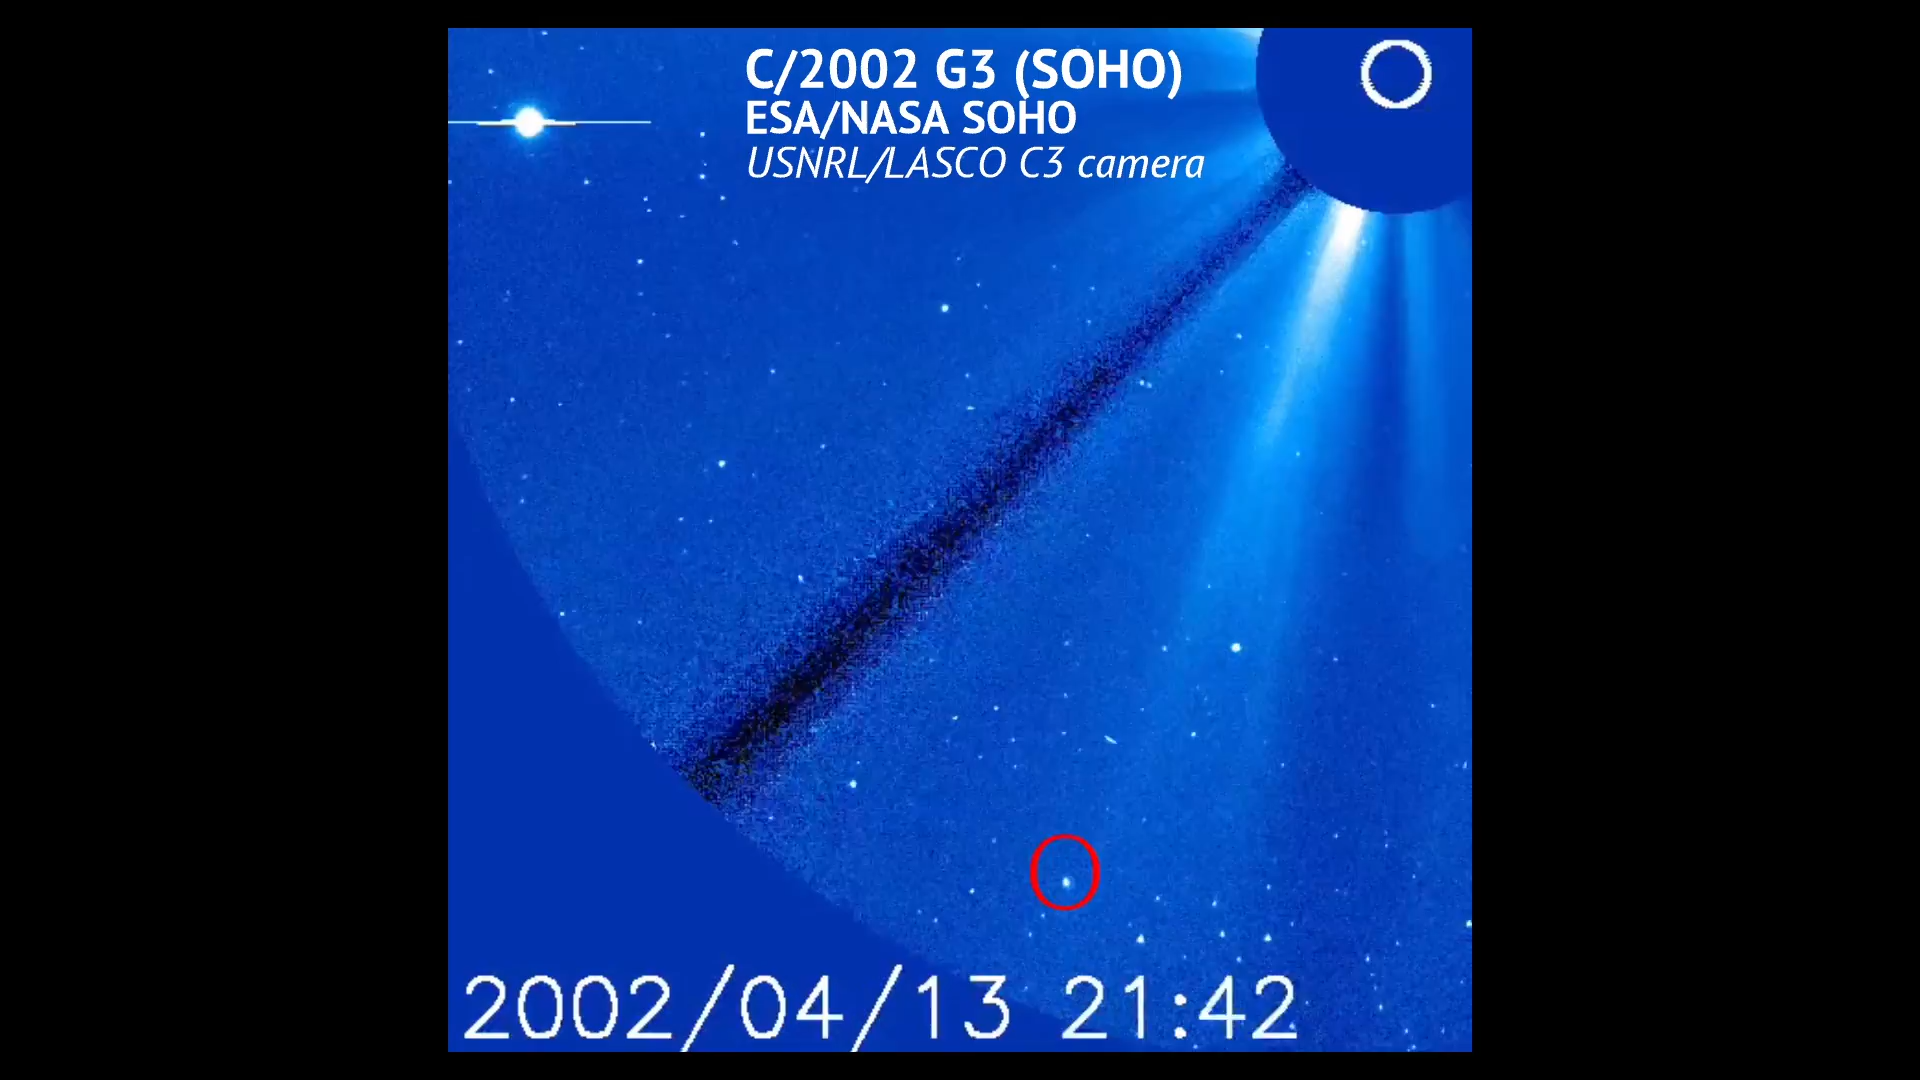 C/2002 G3 (SOHO)
ESA/NASA SOHO
USNRL/LASCO C3 camera
2002/04/13 21:42